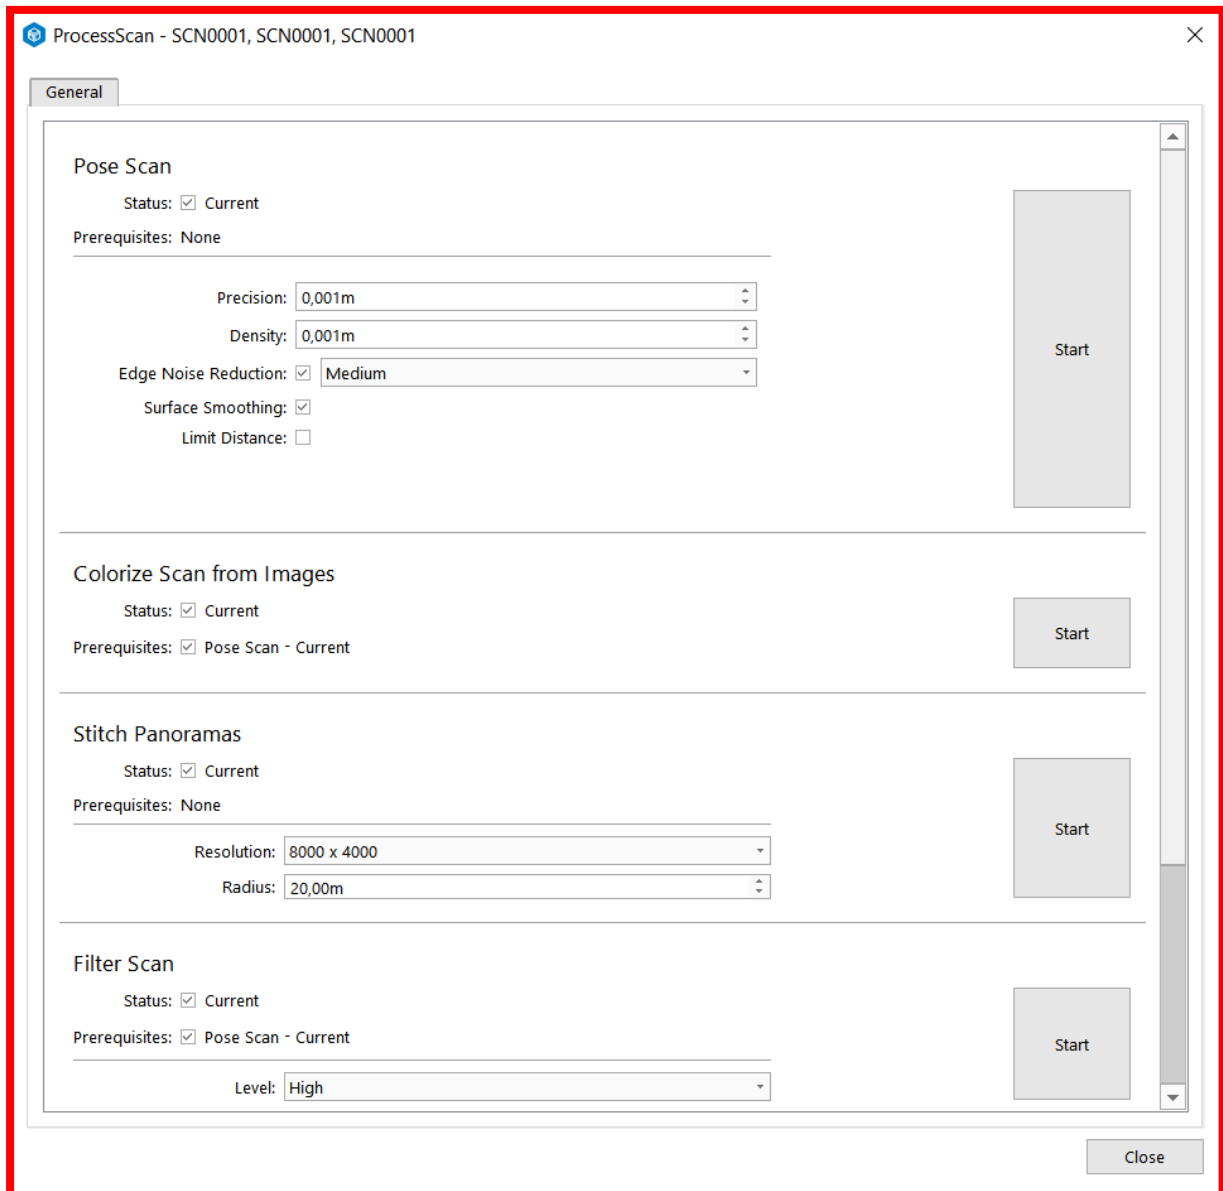 ProcessScan - SCN0001, SCN0001, SCN0001
General
Pose Scan
Status: Current
Prerequisites: None
Precision: 0,001m
Density: 0,001m
Edge Noise Reduction: Medium
Surface Smoothing:
Limit Distance:
Start
Colorize Scan from Images
Status: Current
Prerequisites: Pose Scan - Current
Start
Stitch Panoramas
Status: Current
Prerequisites: None
Resolution: 8000 x 4000
Radius: 20,00m
Start
Filter Scan
Status: Current
Prerequisites: Pose Scan - Current
Level: High
Start
Close